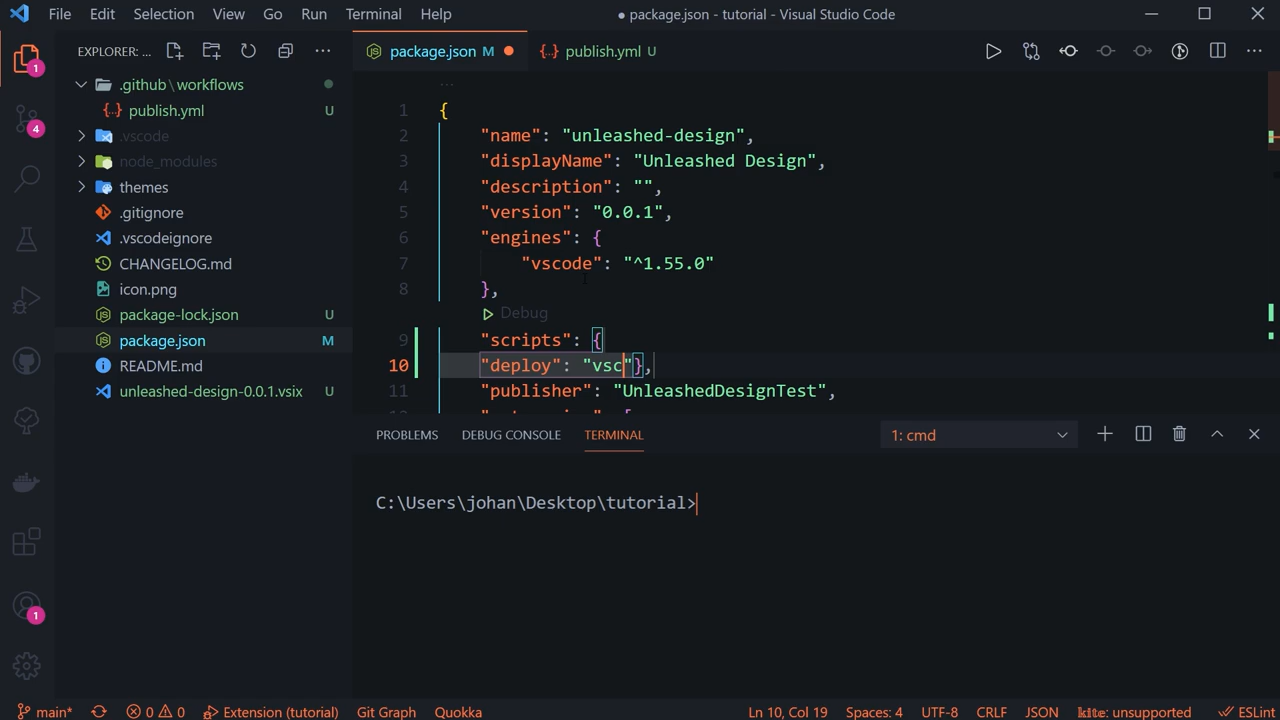 File Edit Selection View Go Run Terminal Help
● package.json - tutorial - Visual Studio Code
EXPLORER: ...
1
4
1
.github\workflows
publish.yml U
.vscode
node_modules
themes
.gitignore
.vscodeignore
CHANGELOG.md
icon.png
package-lock.json U
package.json M
README.md
unleashed-design-0.0.1.vsix U
package.json M
publish.yml U
1 {
2 "name": "unleashed-design",
3 "displayName": "Unleashed Design",
4 "description": "",
5 "version": "0.0.1",
6 "engines": {
7 "vscode": "^1.55.0"
8 },
Debug
9 "scripts": {
10 "deploy": "vsc"},
11 "publisher": "UnleashedDesignTest",
PROBLEMS DEBUG CONSOLE TERMINAL
1: cmd
C:\Users\johan\Desktop\tutorial>
main* 0 0 Extension (tutorial) Git Graph Quokka
Ln 10, Col 19 Spaces: 4 UTF-8 CRLF JSON kite: unsupported ESLint